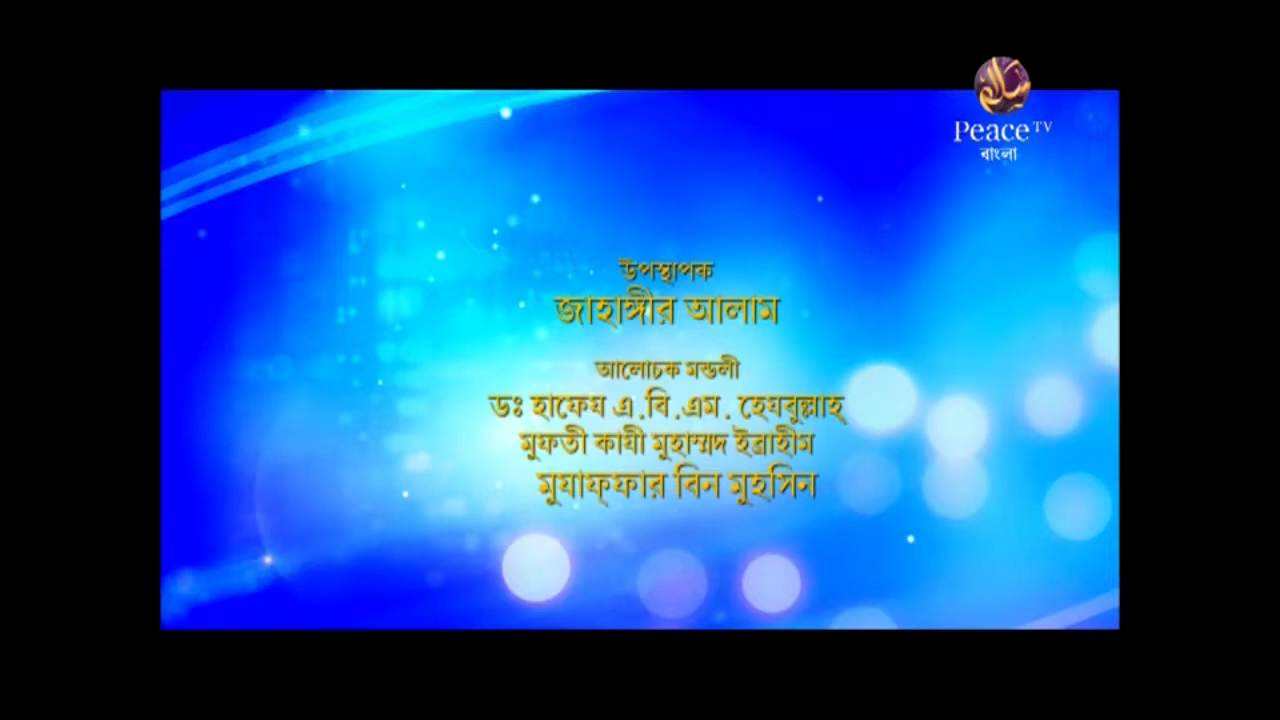 Peace TV
বাংলা
উপস্থাপক
জাহাঙ্গীর আলাম
আলোচক মন্ডলী
ডঃ হাফেয এ.বি.এম. হেযবুল্লাহ্
মুফতী কাযী মুহাম্মদ ইব্রাহীম
মুযাফ্ফার বিন মুহসিন